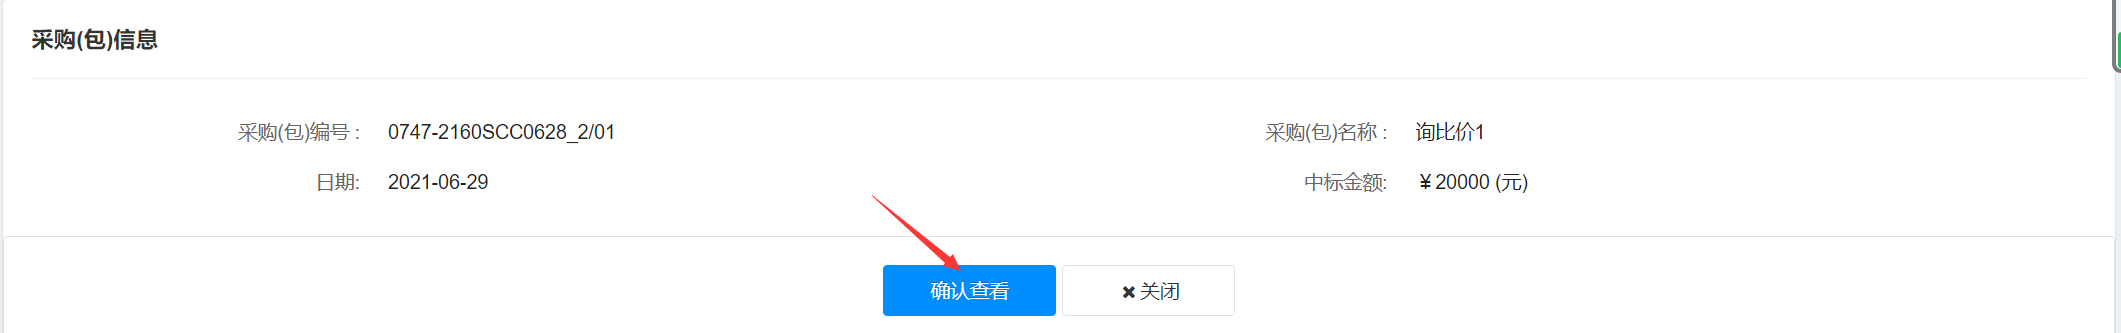 采购(包)信息
采购(包)编号： 0747-2160SCC0628_2/01 采购(包)名称： 询比价1
日期: 2021-06-29 中标金额: ￥20000 (元)
确认查看 ✖ 关闭